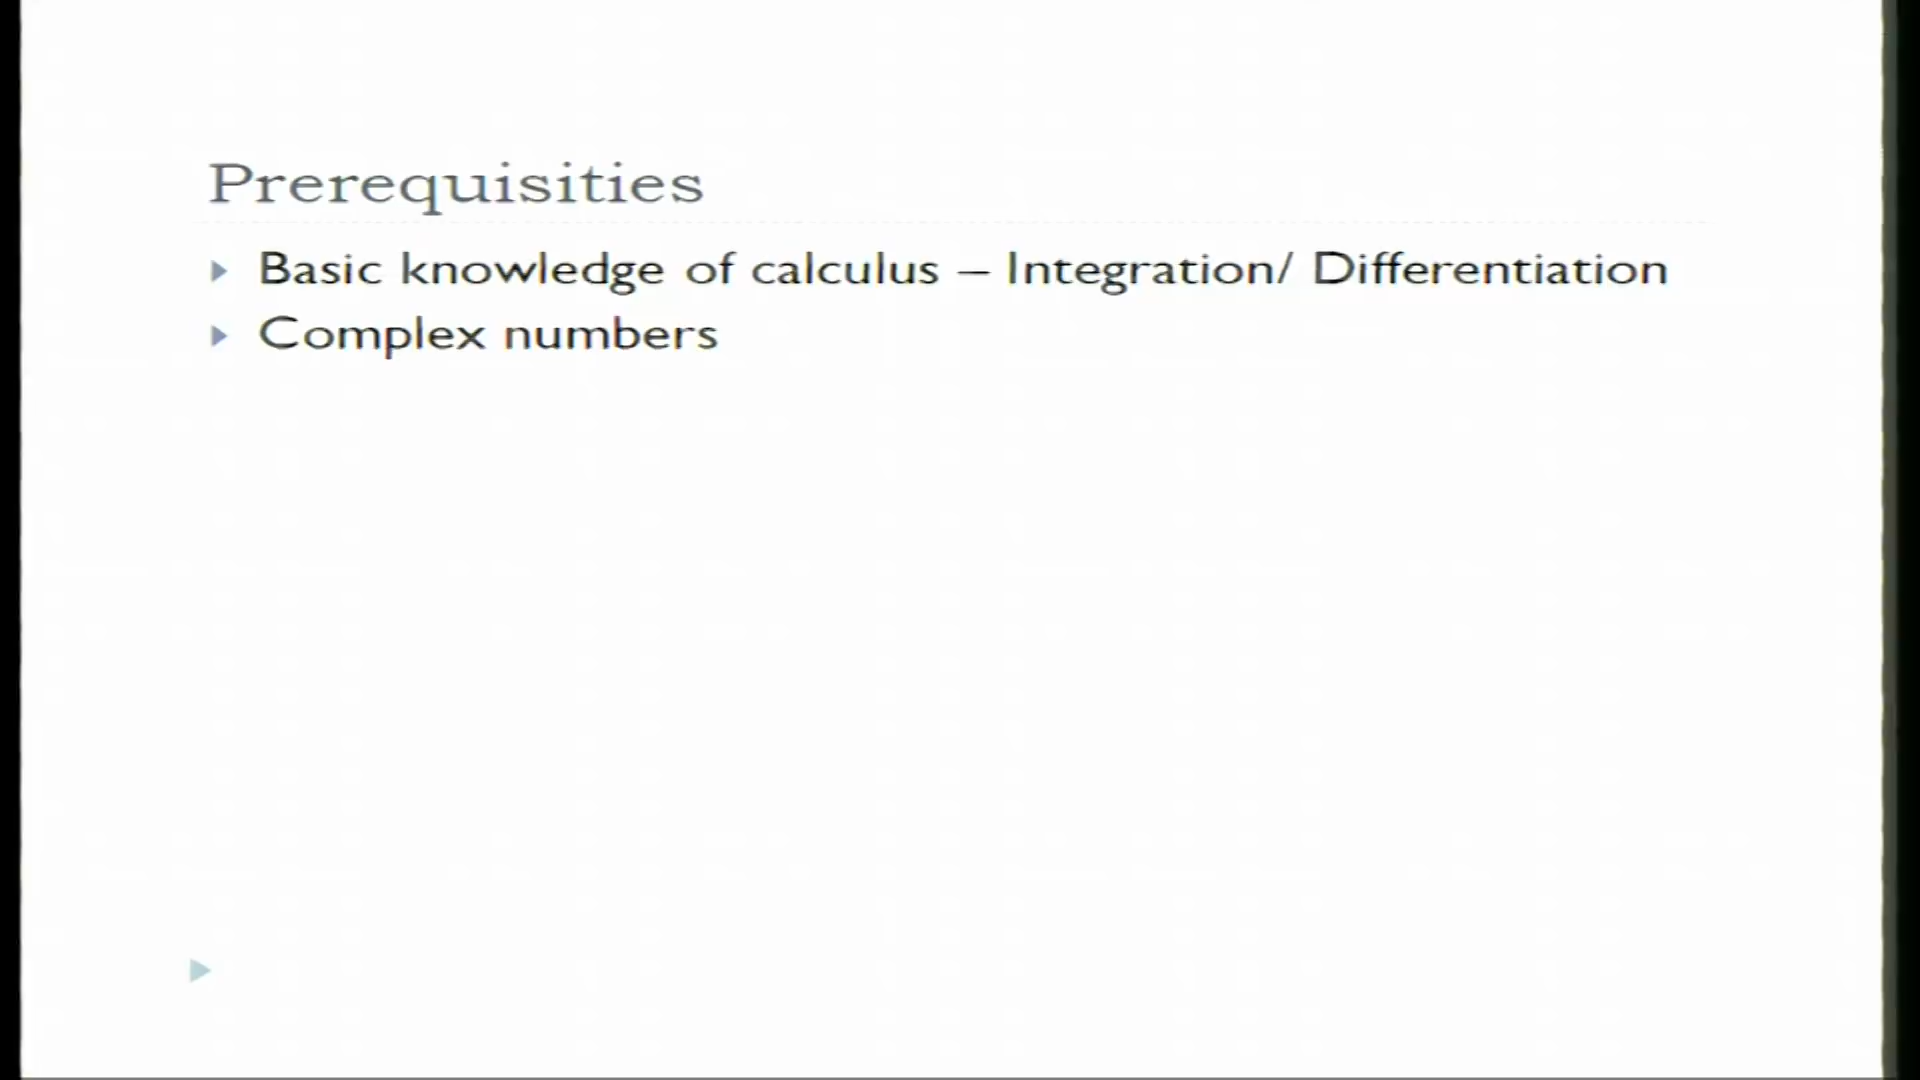 Prerequisities
Basic knowledge of calculus – Integration/ Differentiation
Complex numbers